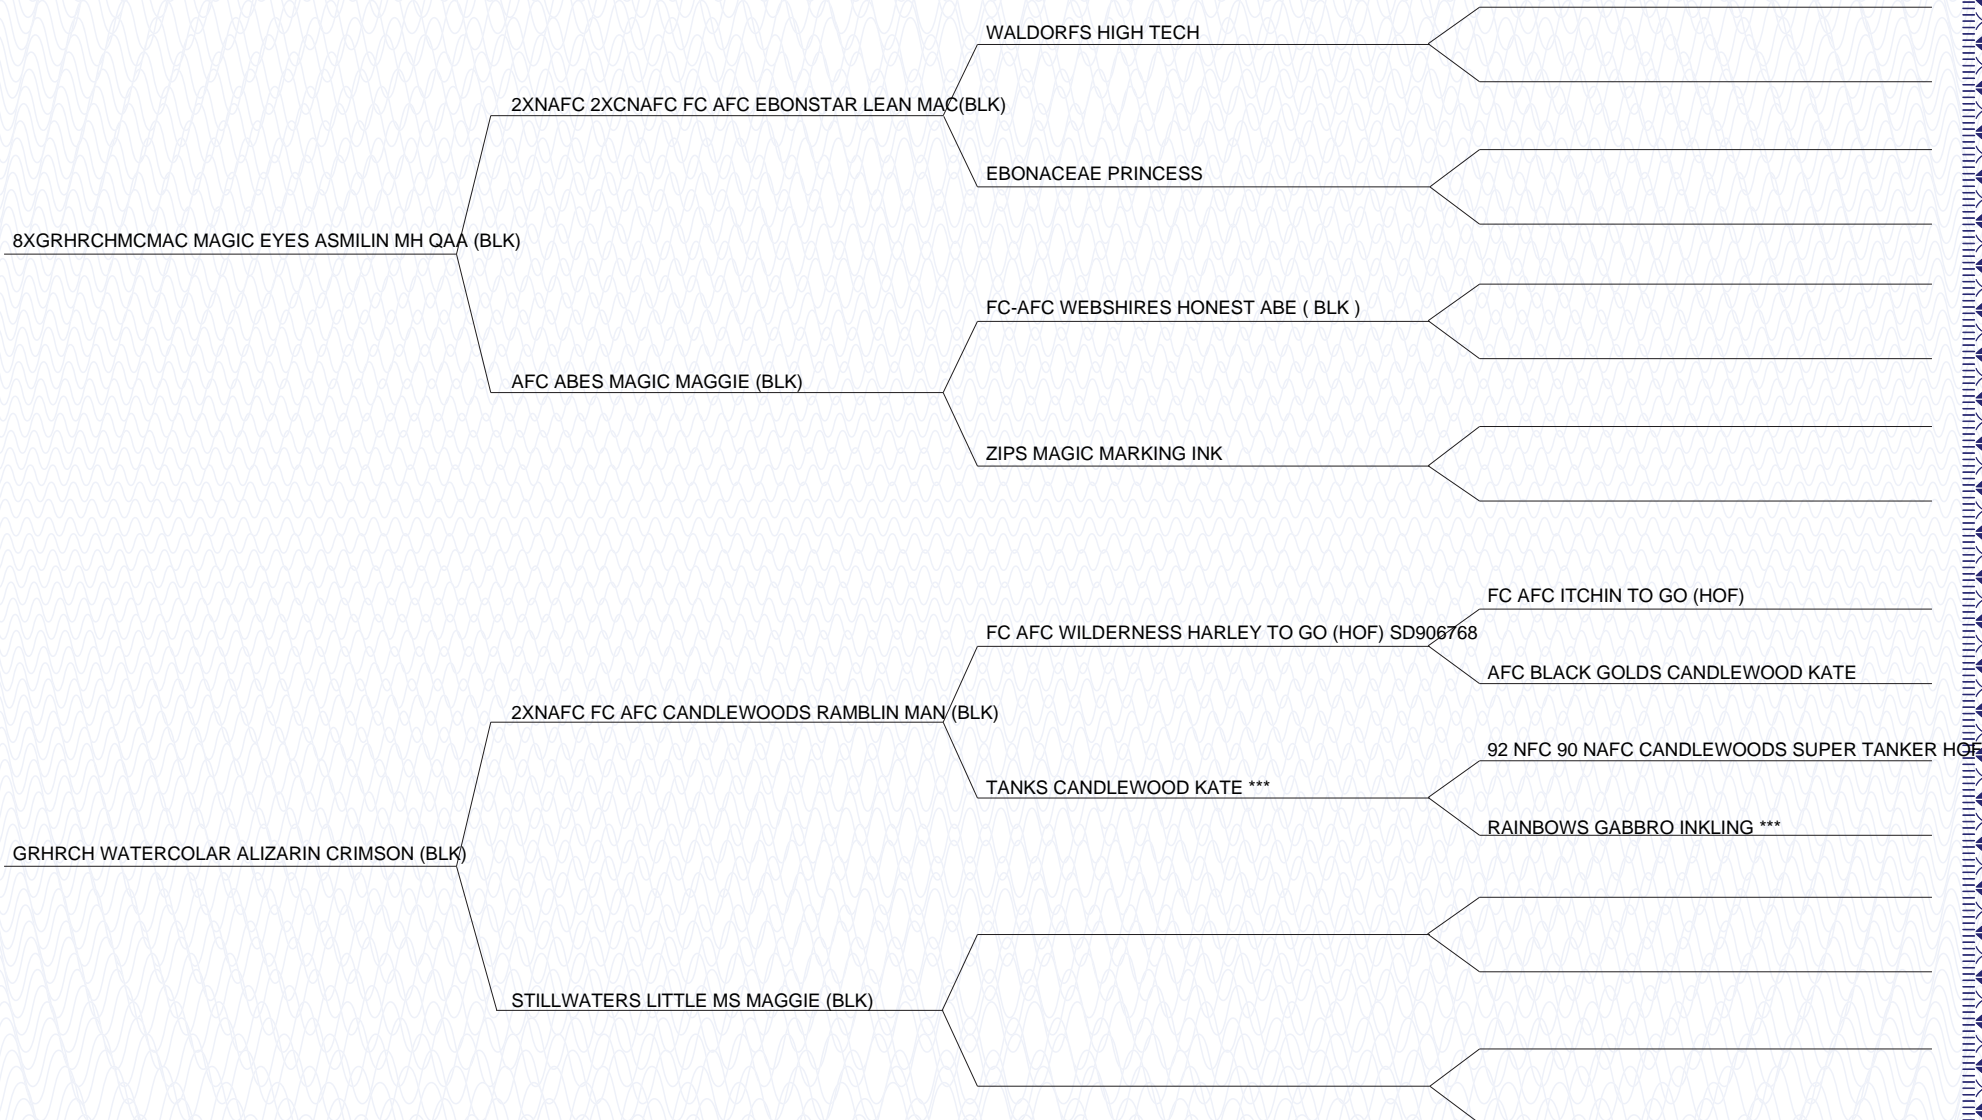 WALDORFS HIGH TECH
2XNAFC 2XCNAFC FC AFC EBONSTAR LEAN MAC(BLK)
EBONACEAE PRINCESS
8XGRHRCHMCMAC MAGIC EYES ASMILIN MH QAA (BLK)
FC-AFC WEBSHIRES HONEST ABE ( BLK )
AFC ABES MAGIC MAGGIE (BLK)
ZIPS MAGIC MARKING INK
FC AFC ITCHIN TO GO (HOF)
FC AFC WILDERNESS HARLEY TO GO (HOF) SD906768
AFC BLACK GOLDS CANDLEWOOD KATE
2XNAFC FC AFC CANDLEWOODS RAMBLIN MAN (BLK)
92 NFC 90 NAFC CANDLEWOODS SUPER TANKER HOF
TANKS CANDLEWOOD KATE ***
RAINBOWS GABBRO INKLING ***
GRHRCH WATERCOLAR ALIZARIN CRIMSON (BLK)
STILLWATERS LITTLE MS MAGGIE (BLK)